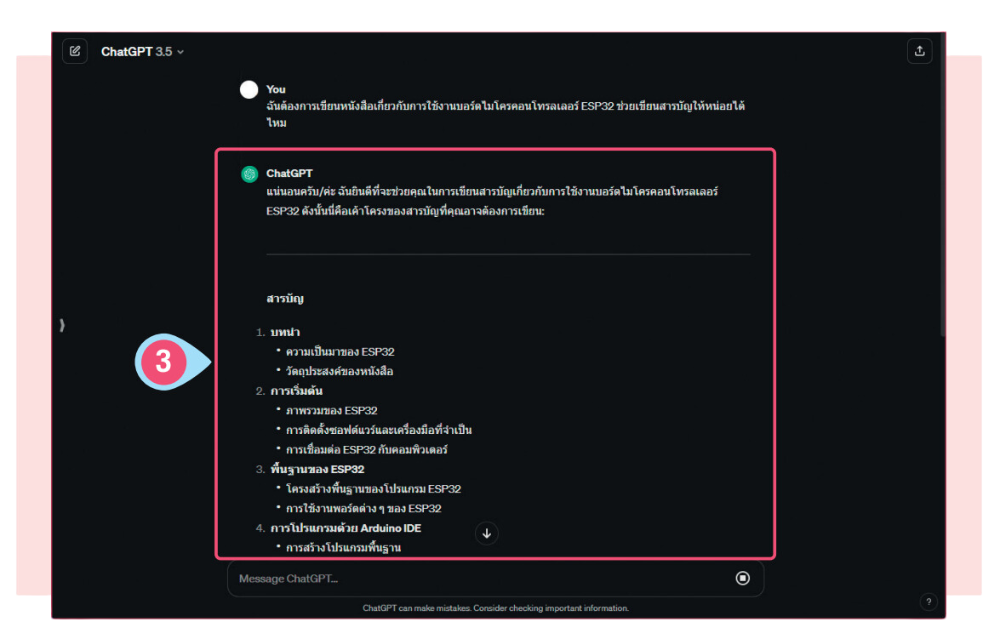 ChatGPT 3.5
You
ฉันต้องการเขียนหนังสือเกี่ยวกับการใช้งานบอร์ดไมโครคอนโทรลเลอร์ ESP32 ช่วยเขียนสารบัญให้หน่อยได้
ไหม
ChatGPT
แน่นอนครับ/ค่ะ ฉันยินดีที่จะช่วยคุณในการเขียนสารบัญเกี่ยวกับการใช้งานบอร์ดไมโครคอนโทรลเลอร์
ESP32 ดังนั้นนี่คือเค้าโครงของสารบัญที่คุณอาจต้องการเขียน:
สารบัญ
1. บทนำ
• ความเป็นมาของ ESP32
• วัตถุประสงค์ของหนังสือ
3
2. การเริ่มต้น
• ภาพรวมของ ESP32
• การติดตั้งซอฟต์แวร์และเครื่องมือที่จำเป็น
• การเชื่อมต่อ ESP32 กับคอมพิวเตอร์
3. พื้นฐานของ ESP32
• โครงสร้างพื้นฐานของโปรแกรม ESP32
• การใช้งานพอร์ตต่าง ๆ ของ ESP32
4. การโปรแกรมด้วย Arduino IDE
• การสร้างโปรแกรมพื้นฐาน
Message ChatGPT...
ChatGPT can make mistakes. Consider checking important information.
?